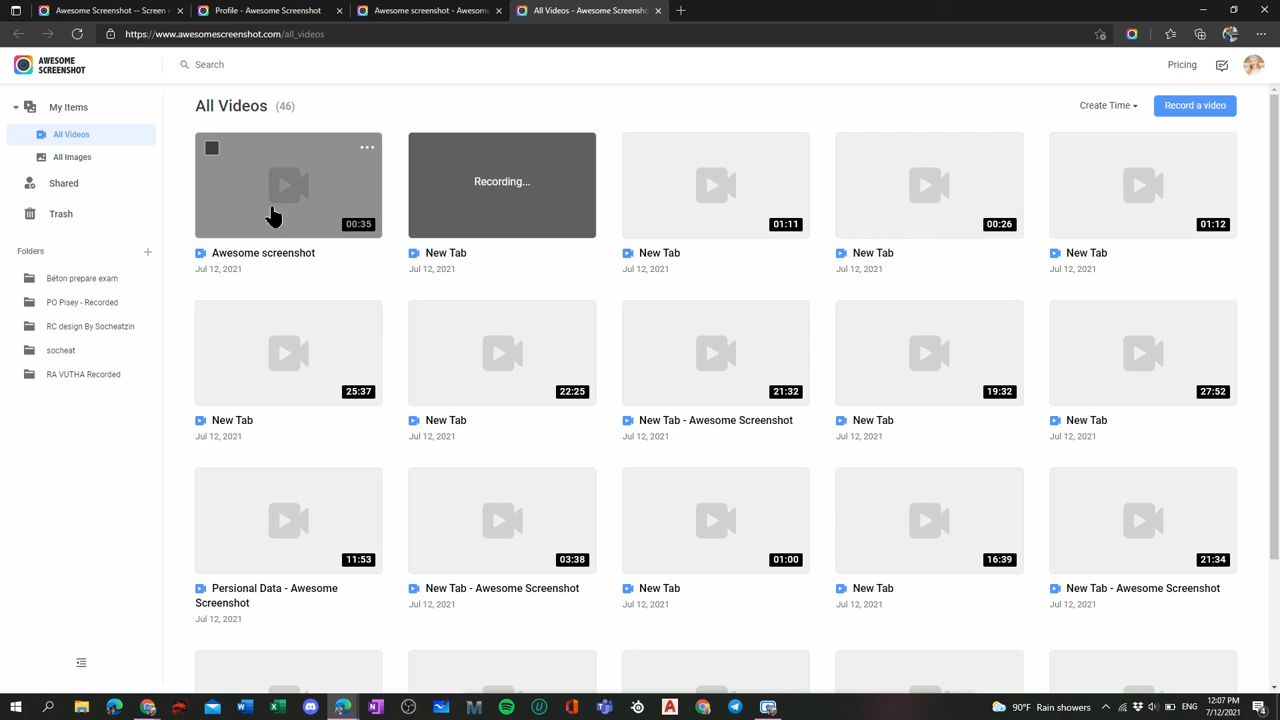 Awesome Screenshot -- Screen r
Profile - Awesome Screenshot
Awesome screenshot - Awesome S
All Videos - Awesome Screensho
https://www.awesomescreenshot.com/all_videos
AWESOME
SCREENSHOT
Search
Pricing
My Items
All Videos
All Images
Shared
Trash
Folders
Béton prepare exam
PO Pisey - Recorded
RC design By Socheatzin
socheat
RA VUTHA Recorded
All Videos (46)
Create Time
Record a video
00:35
Recording...
01:11
00:26
01:12
Awesome screenshot
New Tab
New Tab
New Tab
New Tab
Jul 12, 2021
Jul 12, 2021
Jul 12, 2021
Jul 12, 2021
Jul 12, 2021
25:37
22:25
21:32
19:32
27:52
New Tab
New Tab
New Tab - Awesome Screenshot
New Tab
New Tab
Jul 12, 2021
Jul 12, 2021
Jul 12, 2021
Jul 12, 2021
Jul 12, 2021
11:53
03:38
01:00
16:39
21:34
Persional Data - Awesome
Screenshot
New Tab - Awesome Screenshot
New Tab
New Tab
New Tab - Awesome Screenshot
Jul 12, 2021
Jul 12, 2021
Jul 12, 2021
Jul 12, 2021
Jul 12, 2021
90°F Rain showers
12:07 PM
7/12/2021